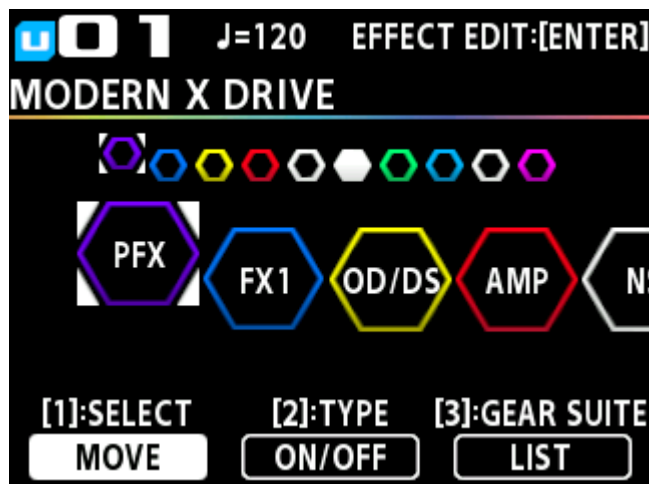 U01 ♩=120 EFFECT EDIT:[ENTER]
MODERN X DRIVE
PFX FX1 OD/DS AMP
[1]:SELECT [2]:TYPE [3]:GEAR SUITE
MOVE ON/OFF LIST